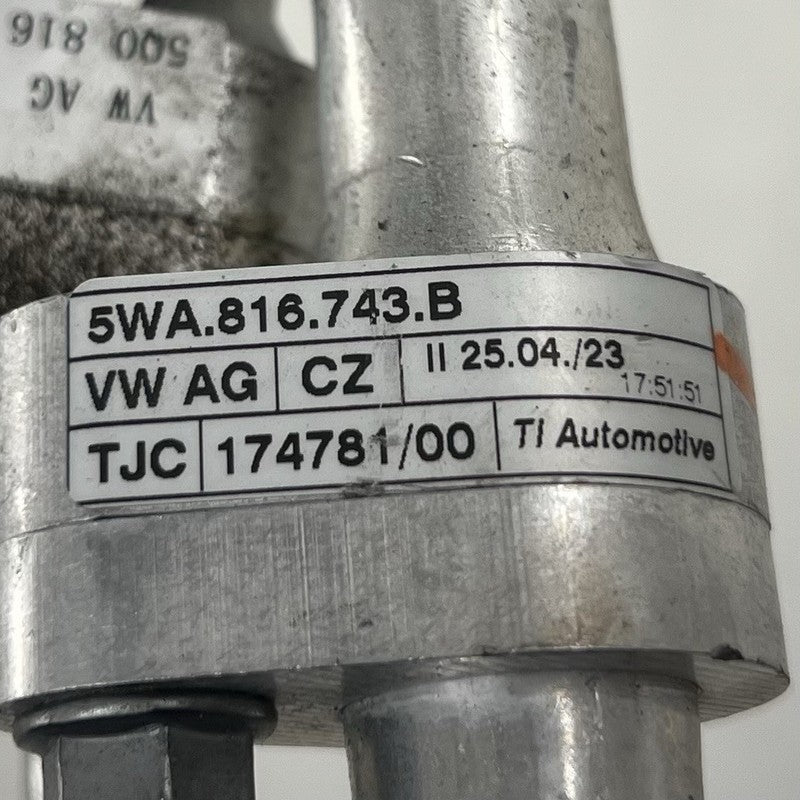 VW AG
5Q0 816
5WA.816.743.B
VW AG CZ II 25.04./23
17:51:51
TJC 174781/00 TI Automotive